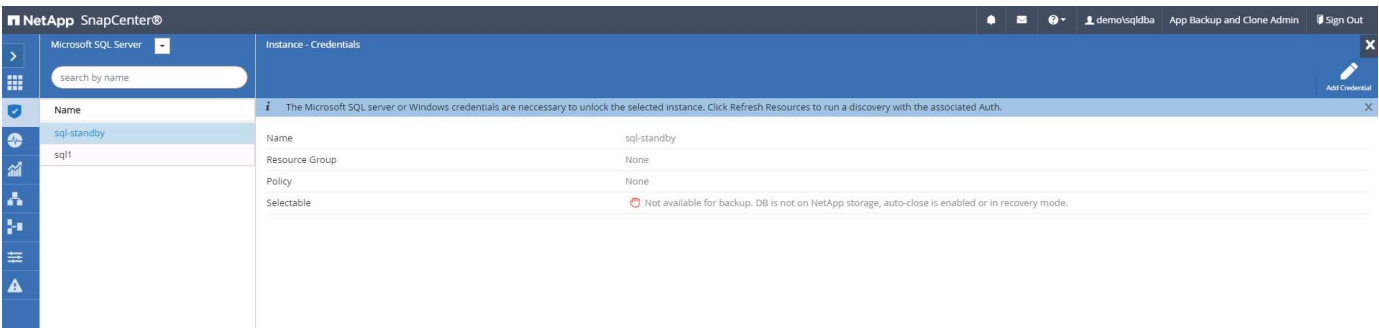 NetApp SnapCenter®
demo\sqldba App Backup and Clone Admin Sign Out
Microsoft SQL Server
Instance - Credentials
search by name
Add Credential
Name
i The Microsoft SQL server or Windows credentials are neccessary to unlock the selected instance. Click Refresh Resources to run a discovery with the associated Auth.
sql-standby
sql1
Name sql-standby
Resource Group None
Policy None
Selectable Not available for backup. DB is not on NetApp storage, auto-close is enabled or in recovery mode.